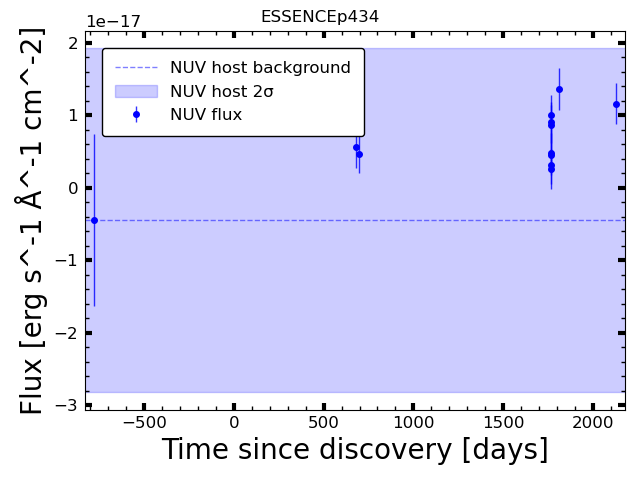 ESSENCEp434
1e−17
2
1
0
−1
−2
−3
Flux [erg s^-1 Å^-1 cm^-2]
NUV host background
NUV host 2σ
NUV flux
−500
0
500
1000
1500
2000
Time since discovery [days]